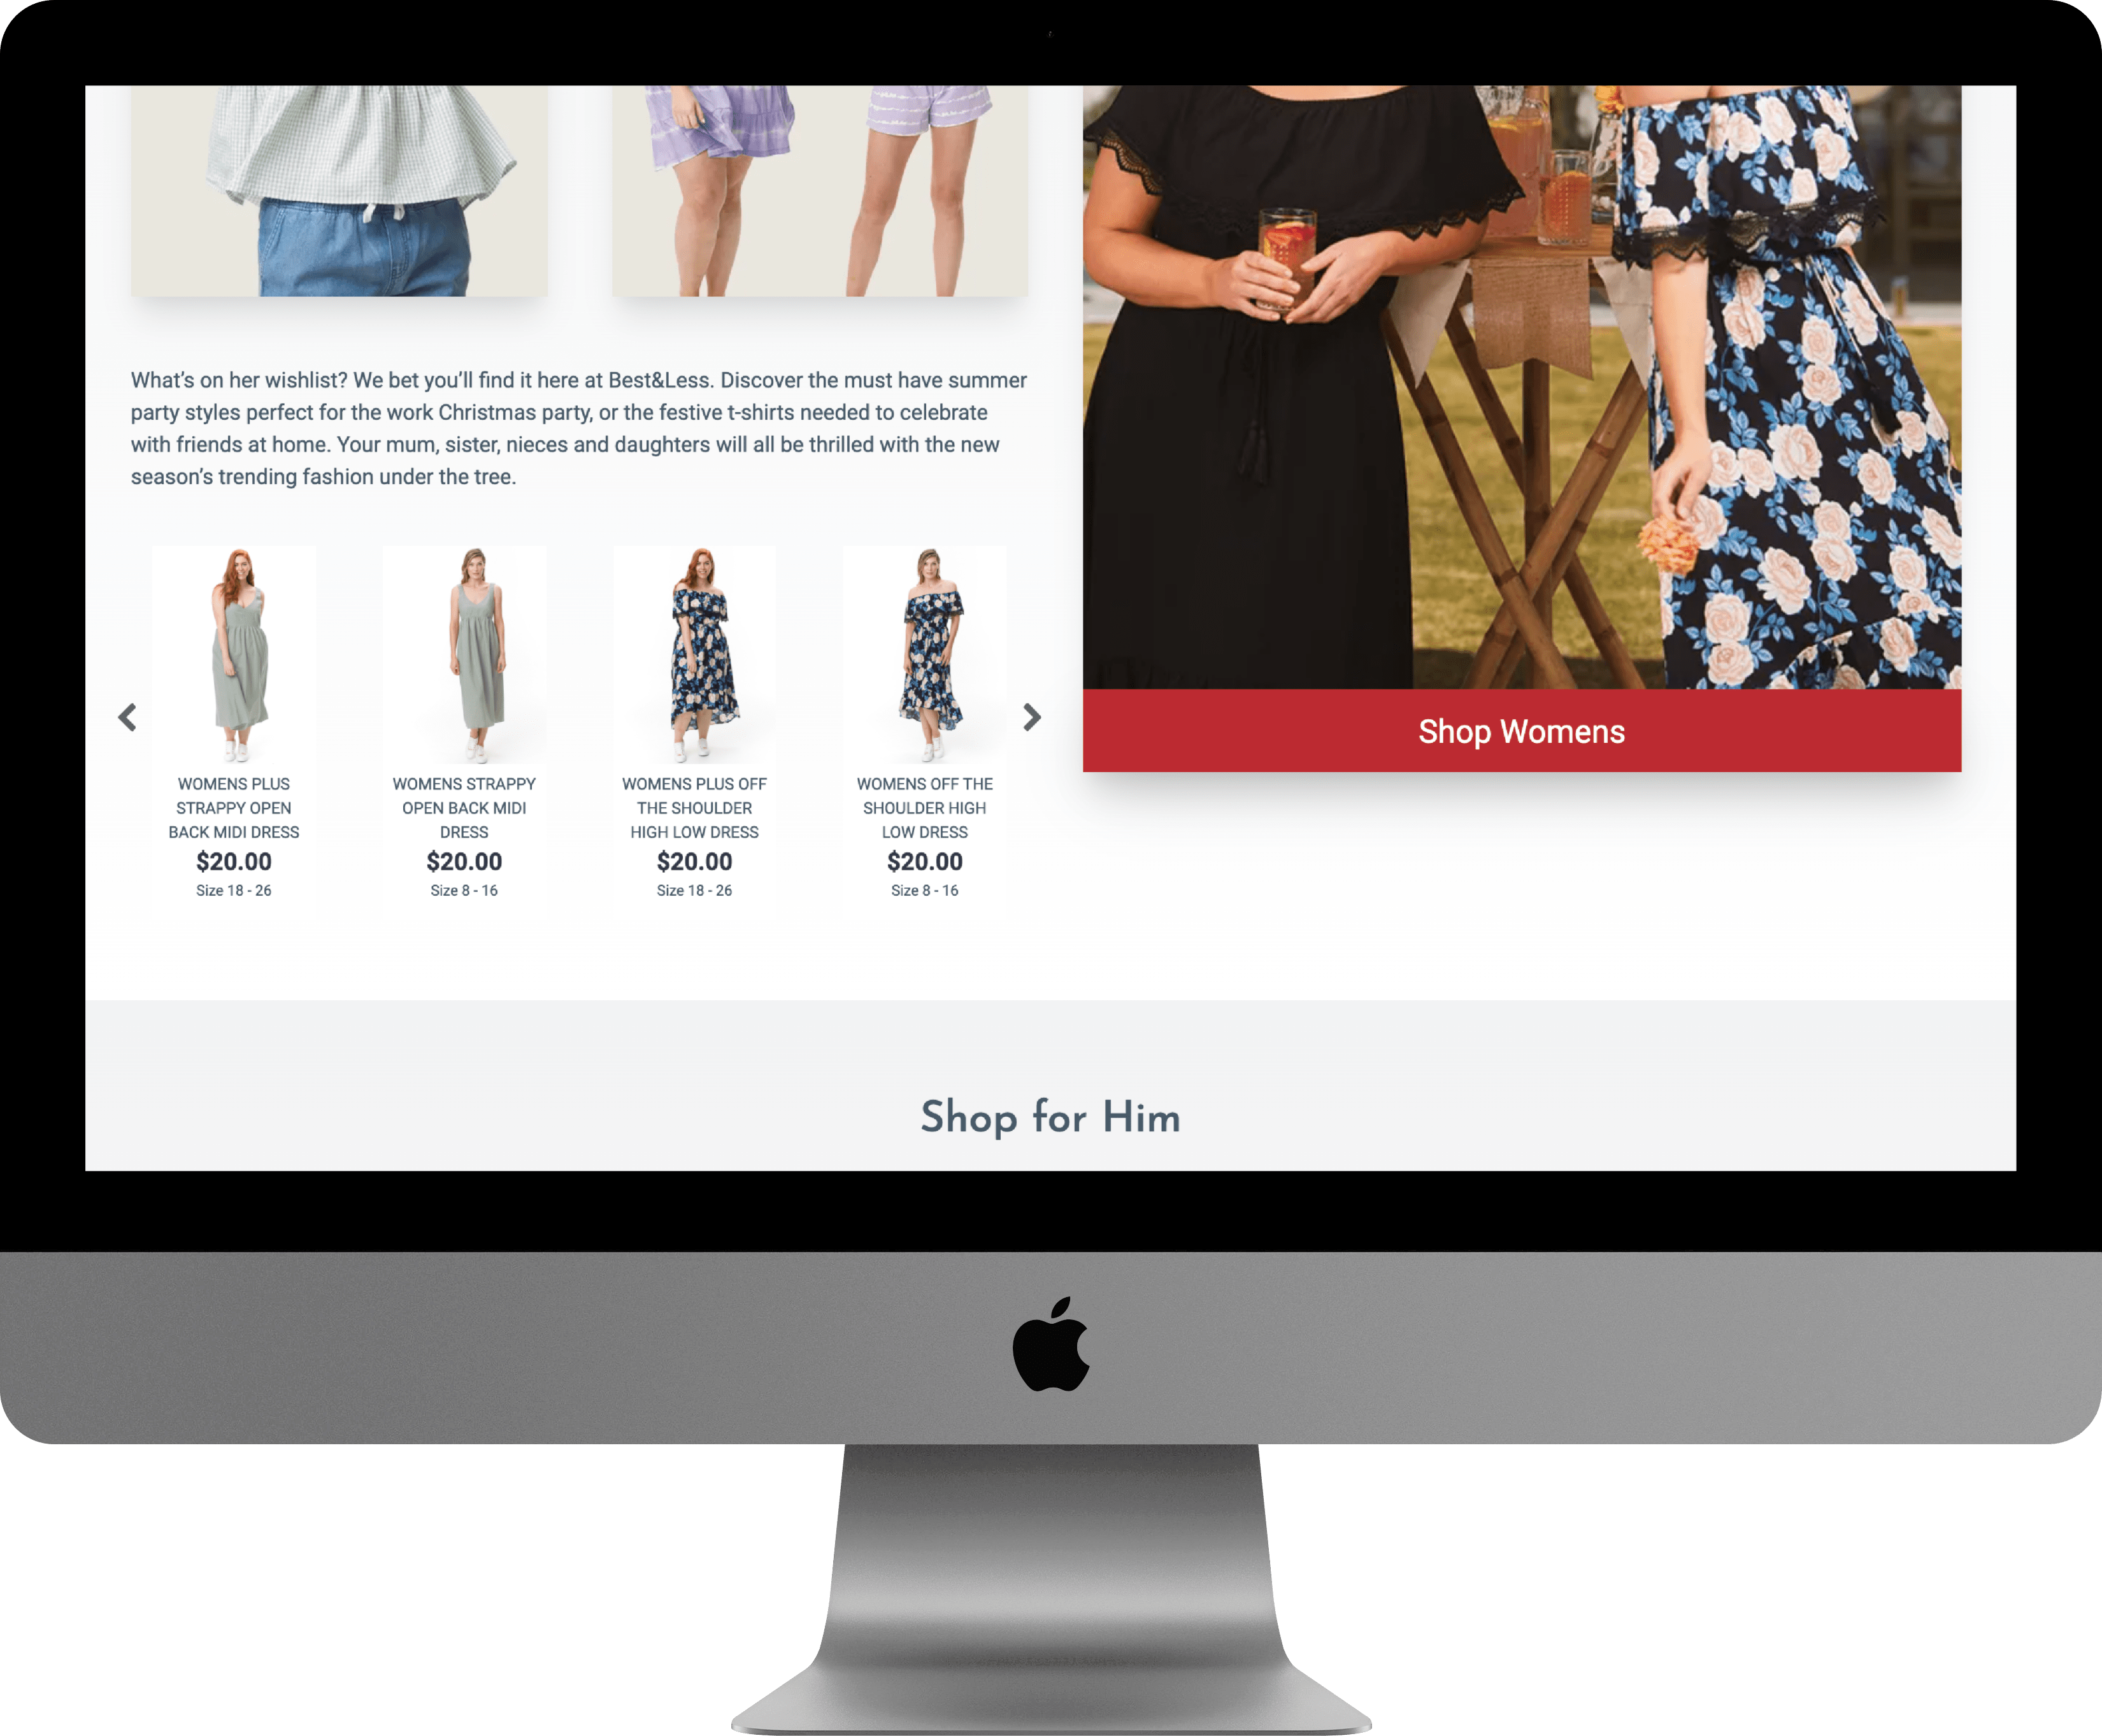 What's on her wishlist? We bet you'll find it here at Best&Less. Discover the must have summer
party styles perfect for the work Christmas party, or the festive t-shirts needed to celebrate
with friends at home. Your mum, sister, nieces and daughters will all be thrilled with the new
season's trending fashion under the tree.
WOMENS PLUS
STRAPPY OPEN
BACK MIDI DRESS
$20.00
Size 18 - 26
WOMENS STRAPPY
OPEN BACK MIDI
DRESS
$20.00
Size 8 - 16
WOMENS PLUS OFF
THE SHOULDER
HIGH LOW DRESS
$20.00
Size 18 - 26
WOMENS OFF THE
SHOULDER HIGH
LOW DRESS
$20.00
Size 8 - 16
Shop Womens
Shop for Him